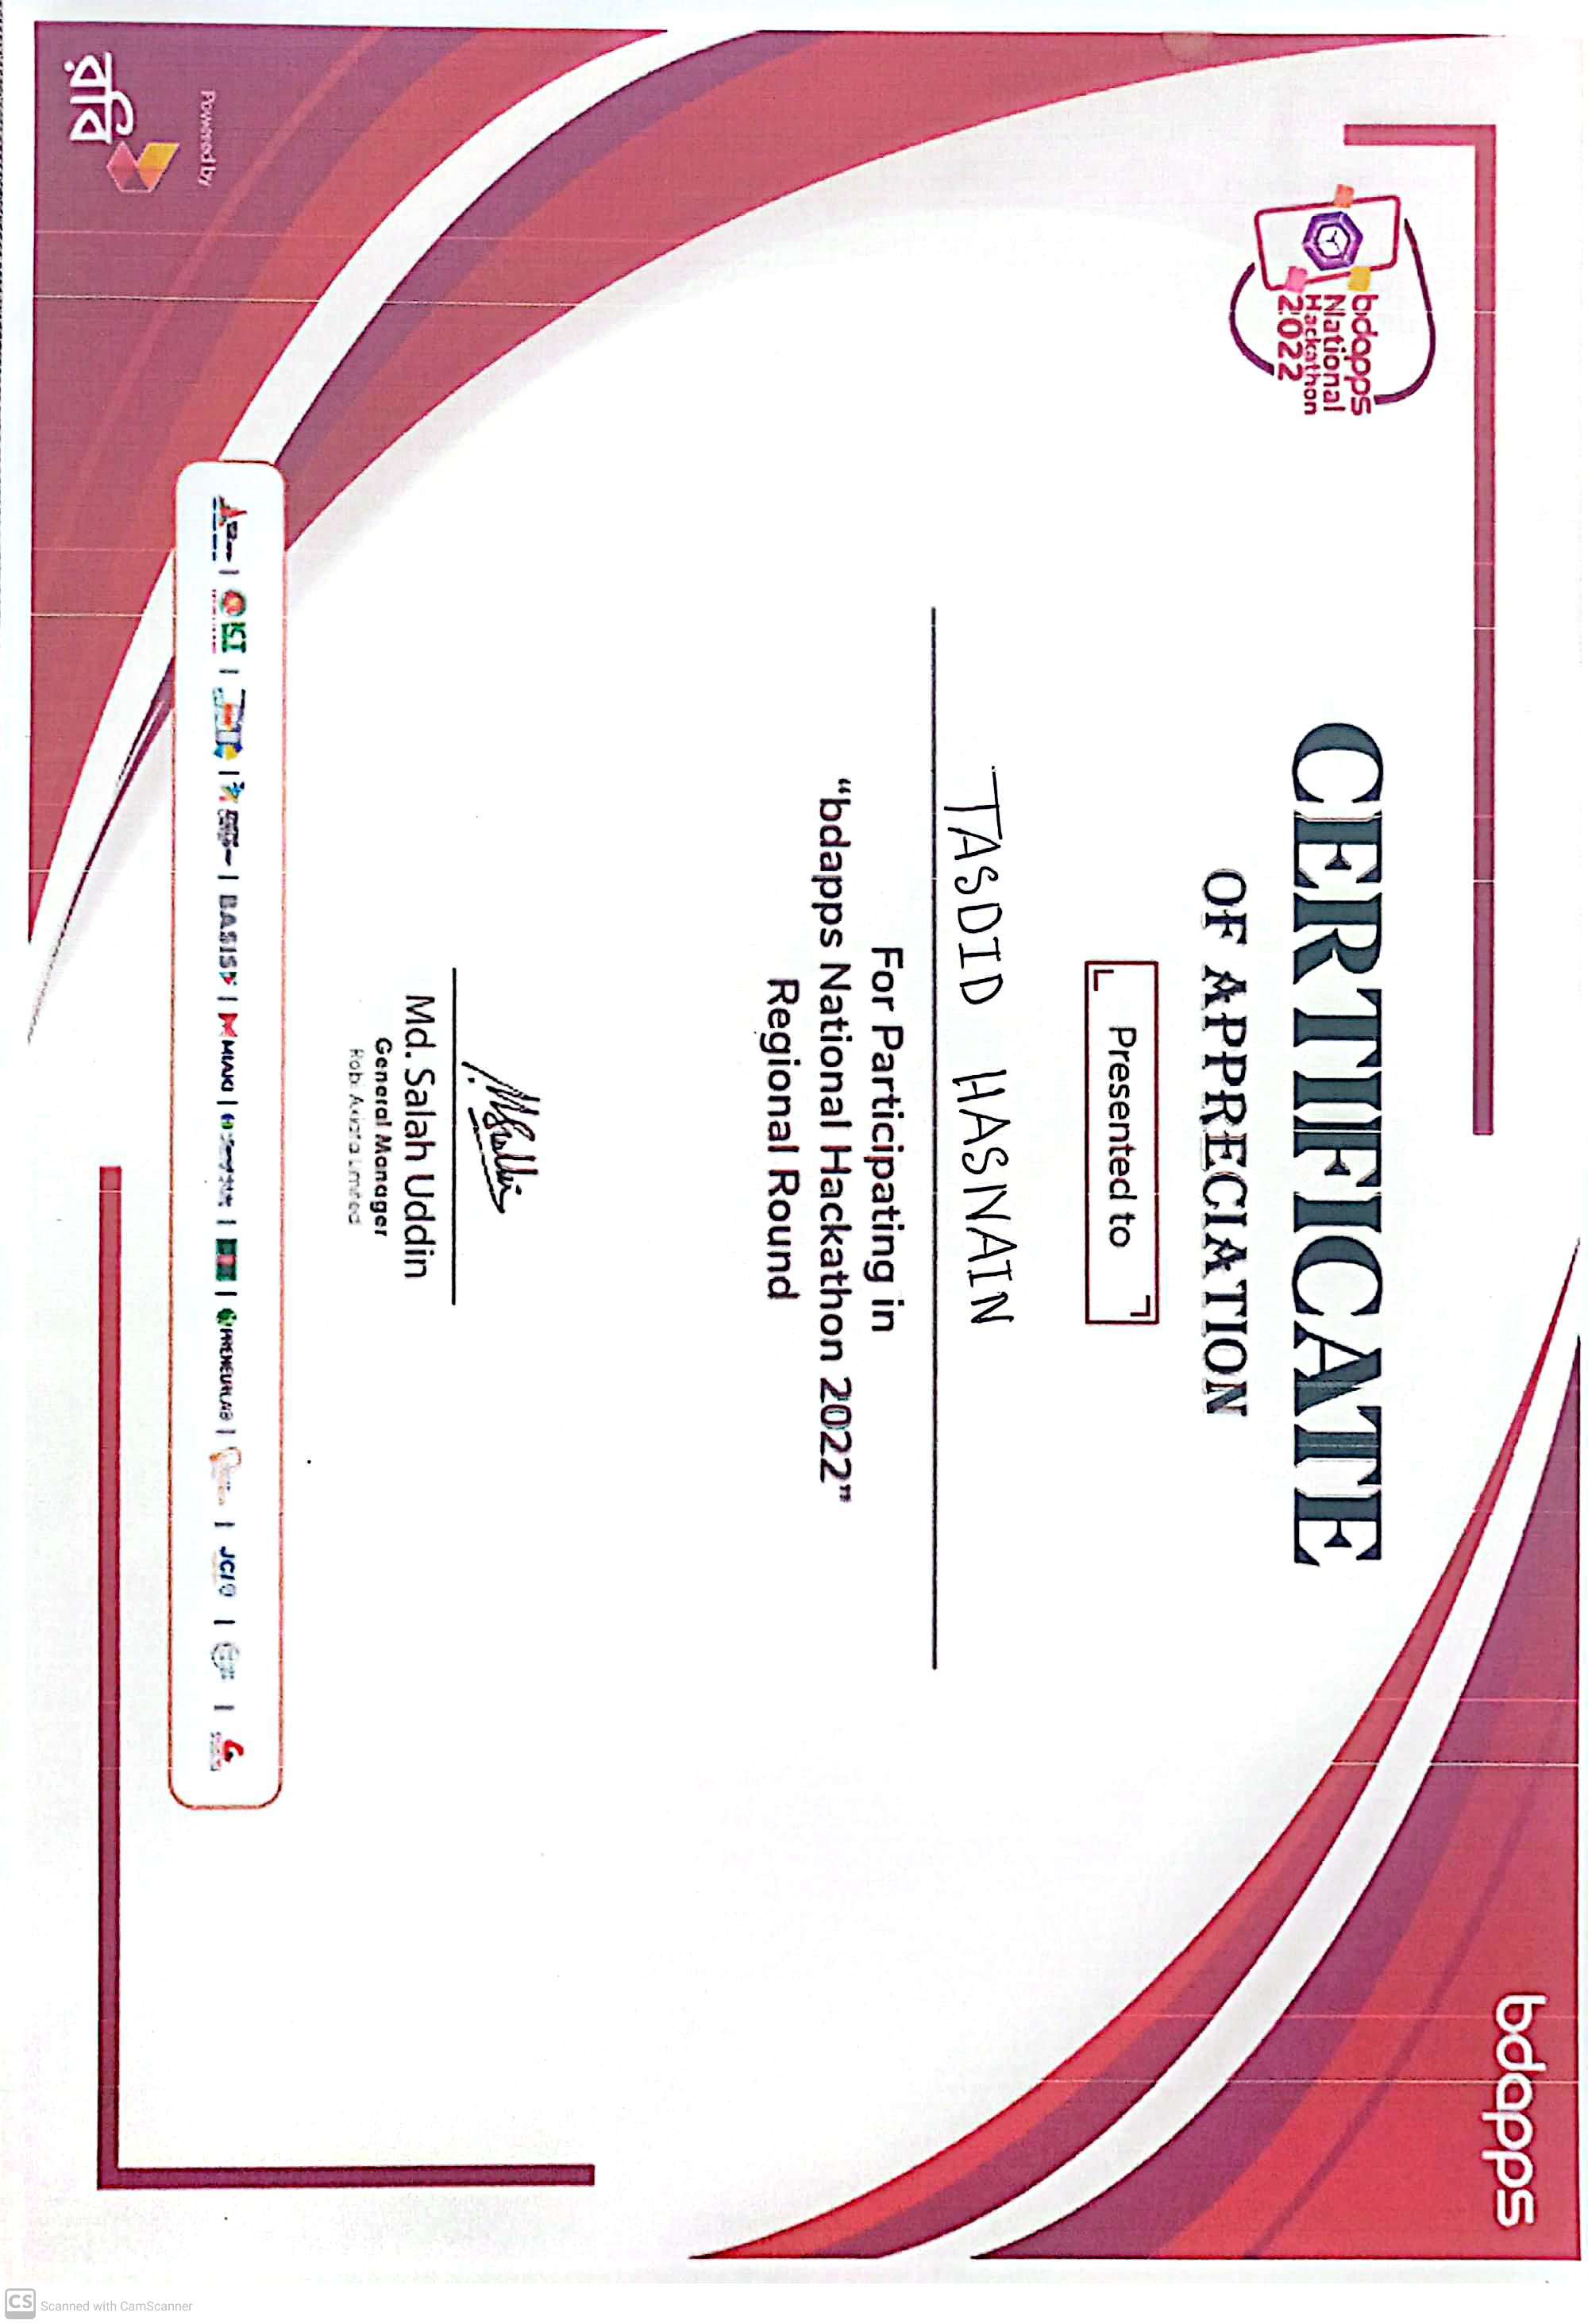 bdapps
bdapps
National
Hackathon
2022
CERTIFICATE
OF APPRECIATION
Presented to
TASDID HASNAIN
For Participating in
“bdapps National Hackathon 2022”
Regional Round
Md. Salah Uddin
General Manager
Robi Axiata Limited
ICT | BASIS | MIAKI | PRENEURLAB | JCI
Powered by
রবি
CS Scanned with CamScanner